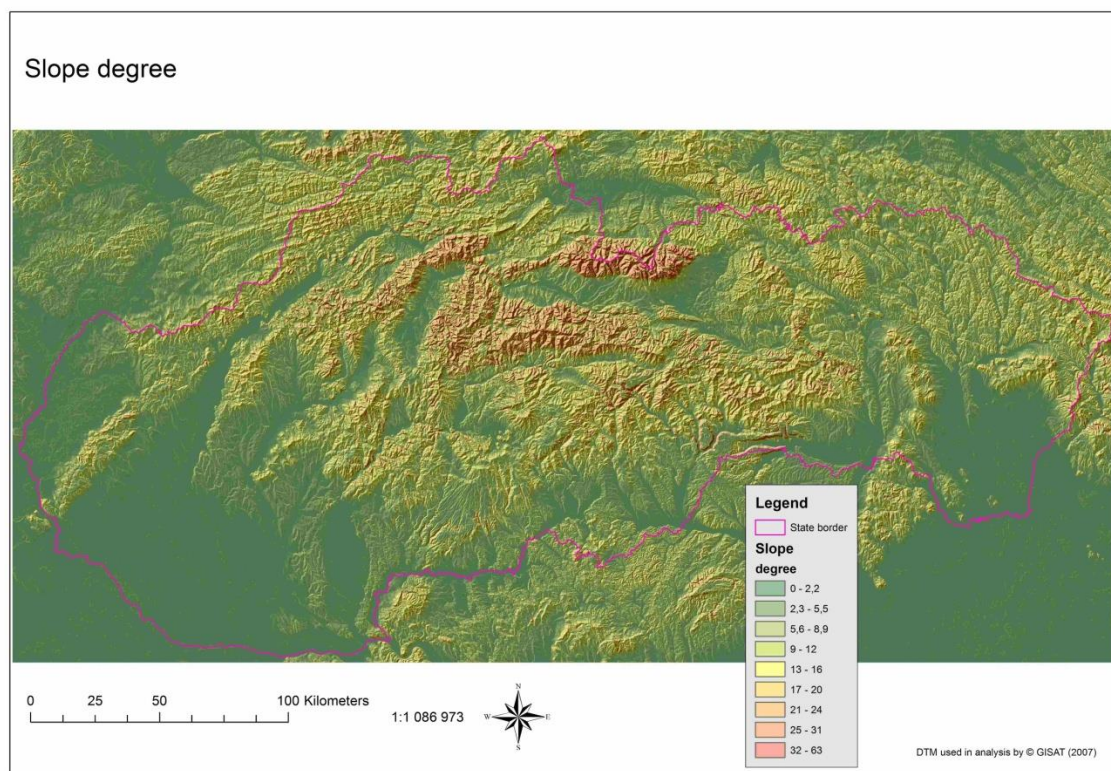 Slope degree
Legend
State border
Slope
degree
0 - 2,2
2,3 - 5,5
5,6 - 8,9
9 - 12
13 - 16
17 - 20
21 - 24
25 - 31
32 - 63
0 25 50 100 Kilometers
1:1 086 973
N
W E
S
DTM used in analysis by © GISAT (2007)